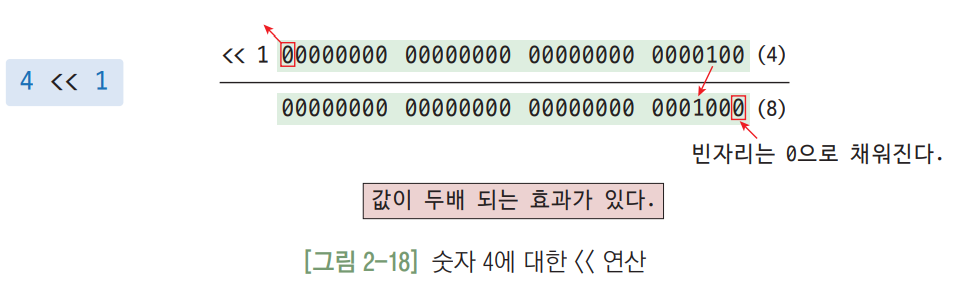 4 << 1
<< 1 00000000 00000000 00000000 0000100 (4)
00000000 00000000 00000000 0001000 (8)
빈자리는 0으로 채워진다.
값이 두배 되는 효과가 있다.
[그림 2-18] 숫자 4에 대한 << 연산